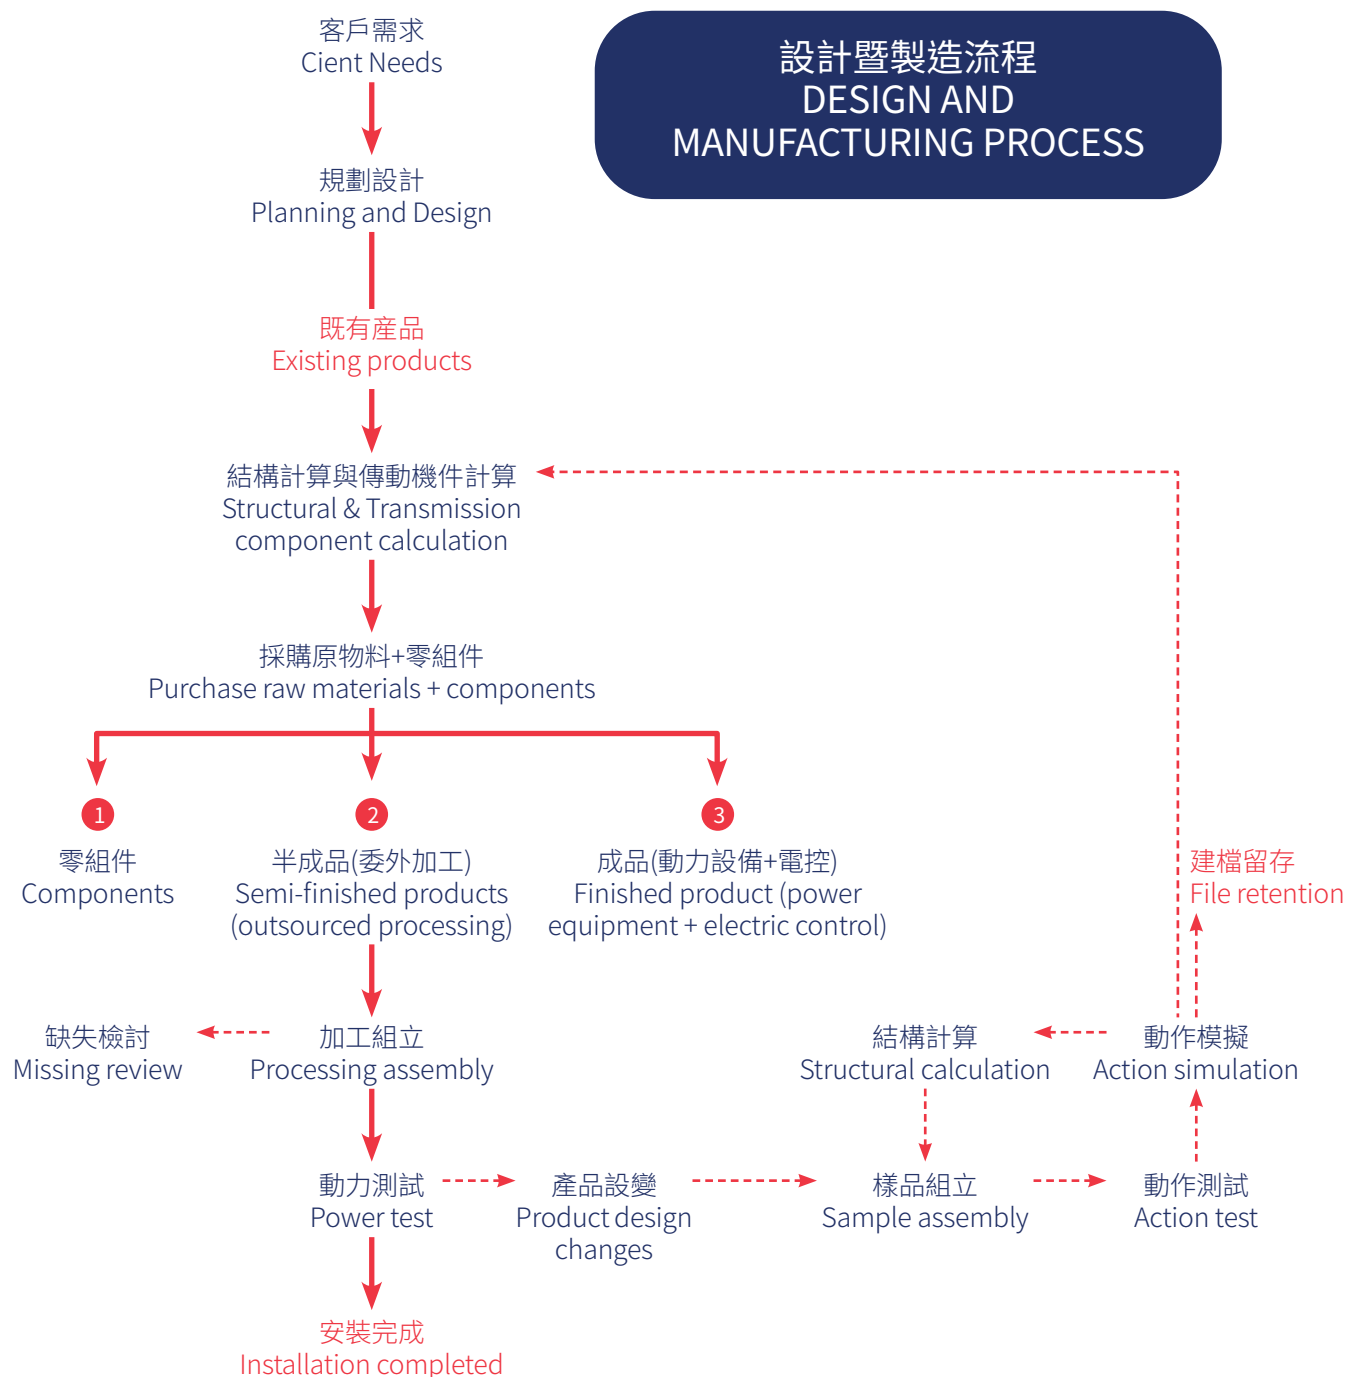 客戶需求
Cient Needs
設計暨製造流程
DESIGN AND
MANUFACTURING PROCESS
規劃設計
Planning and Design
既有産品
Existing products
結構計算與傳動機件計算
Structural & Transmission
component calculation
採購原物料+零組件
Purchase raw materials + components
1
零組件
Components
2
半成品(委外加工)
Semi-finished products
(outsourced processing)
3
成品(動力設備+電控)
Finished product (power
equipment + electric control)
建檔留存
File retention
缺失檢討
Missing review
加工組立
Processing assembly
結構計算
Structural calculation
動作模擬
Action simulation
動力測試
Power test
產品設變
Product design
changes
樣品組立
Sample assembly
動作測試
Action test
安裝完成
Installation completed